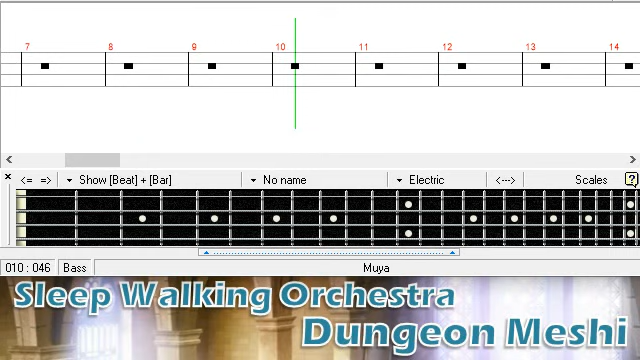 7 8 9 10 11 12 13 14
<= => Show [Beat] + [Bar] No name Electric <---> Scales ?
010 : 046 Bass Muya
Sleep Walking Orchestra
Dungeon Meshi